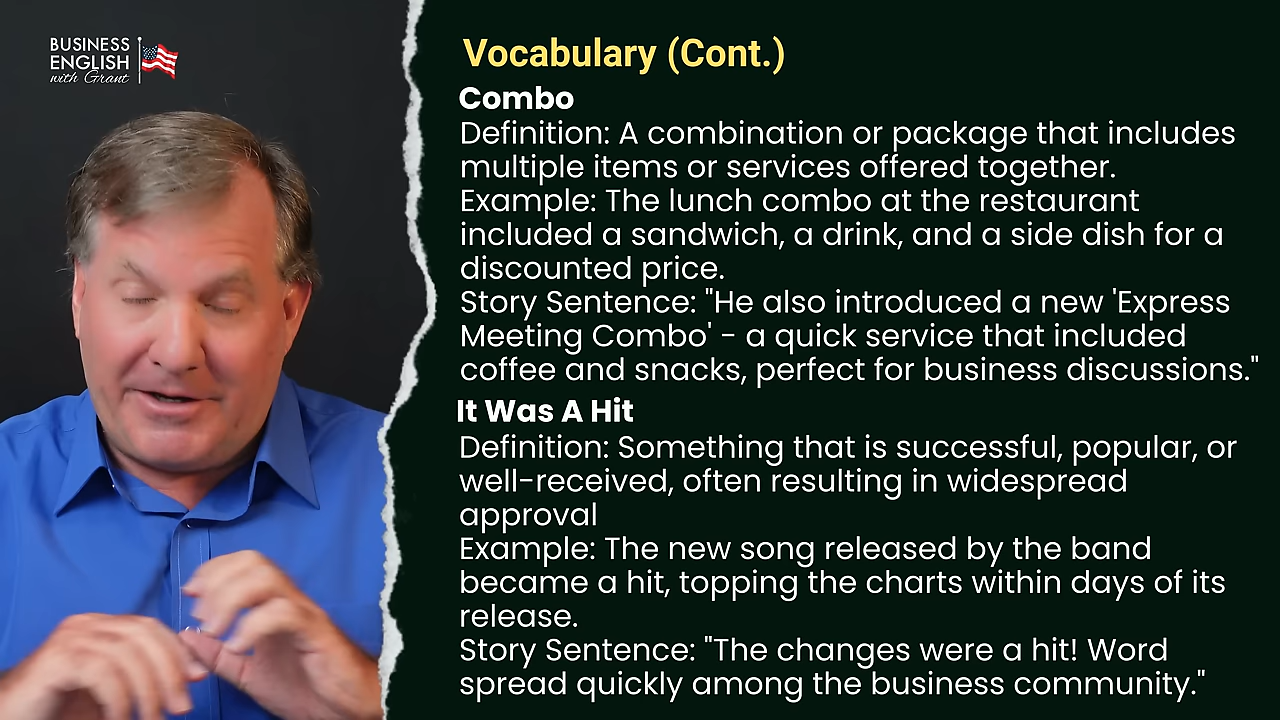 BUSINESS
ENGLISH
with Grant
Vocabulary (Cont.)
Combo
Definition: A combination or package that includes
multiple items or services offered together.
Example: The lunch combo at the restaurant
included a sandwich, a drink, and a side dish for a
discounted price.
Story Sentence: "He also introduced a new 'Express
Meeting Combo' - a quick service that included
coffee and snacks, perfect for business discussions."
It Was A Hit
Definition: Something that is successful, popular, or
well-received, often resulting in widespread
approval
Example: The new song released by the band
became a hit, topping the charts within days of its
release.
Story Sentence: "The changes were a hit! Word
spread quickly among the business community."